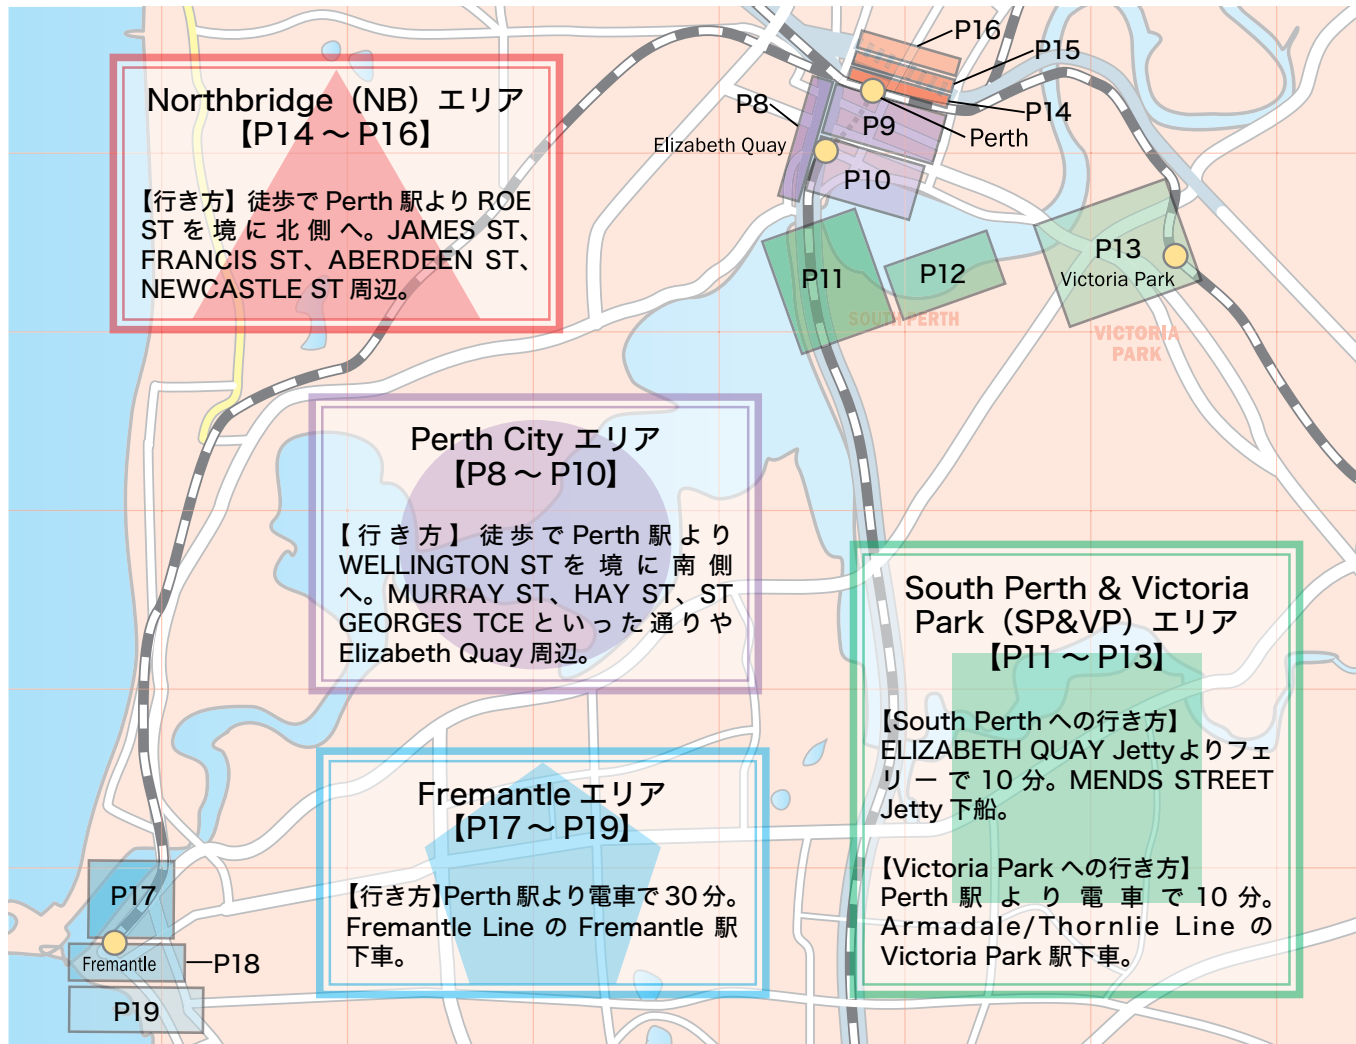 Northbridge（NB）エリア
【P14 〜 P16】
【行き方】徒歩で Perth 駅より ROE
ST を境に北側へ。JAMES ST、
FRANCIS ST、ABERDEEN ST、
NEWCASTLE ST 周辺。
P16
P15
P14
P8
P9
Perth
Elizabeth Quay
P10
P11
P12
P13
Victoria Park
SOUTH PERTH
VICTORIA
PARK
Perth City エリア
【P8 〜 P10】
【行き方】徒歩で Perth 駅より
WELLINGTON ST を境に南側
へ。MURRAY ST、HAY ST、ST
GEORGES TCE といった通りや
Elizabeth Quay 周辺。
South Perth & Victoria
Park（SP&VP）エリア
【P11 〜 P13】
【South Perth への行き方】
ELIZABETH QUAY Jetty よりフェ
リーで 10 分。MENDS STREET
Jetty 下船。
【Victoria Park への行き方】
Perth 駅より電車で 10 分。
Armadale/Thornlie Line の
Victoria Park 駅下車。
Fremantle エリア
【P17 〜 P19】
【行き方】Perth 駅より電車で 30 分。
Fremantle Line の Fremantle 駅
下車。
P17
Fremantle
P18
P19